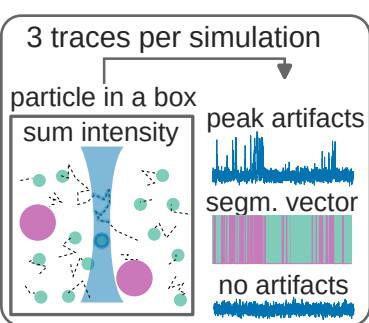 3 traces per simulation
particle in a box
sum intensity
peak artifacts
segm. vector
no artifacts